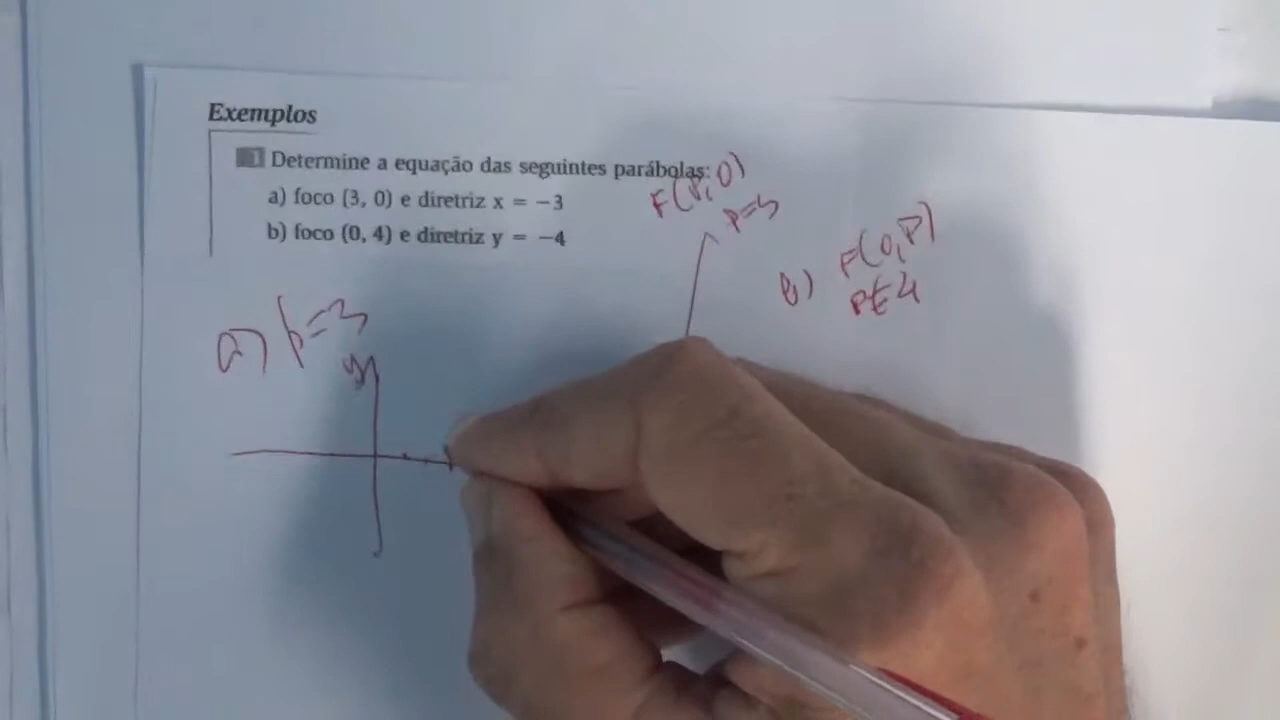 Exemplos
1 Determine a equação das seguintes parábolas:
a) foco (3, 0) e diretriz x = −3
b) foco (0, 4) e diretriz y = −4
F(P, 0)
P=3
b) F(0, P)
P=4
a) p=3
y